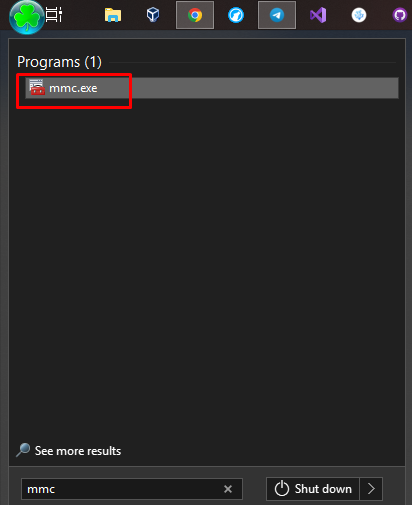 Programs (1)
mmc.exe
See more results
mmc
Shut down